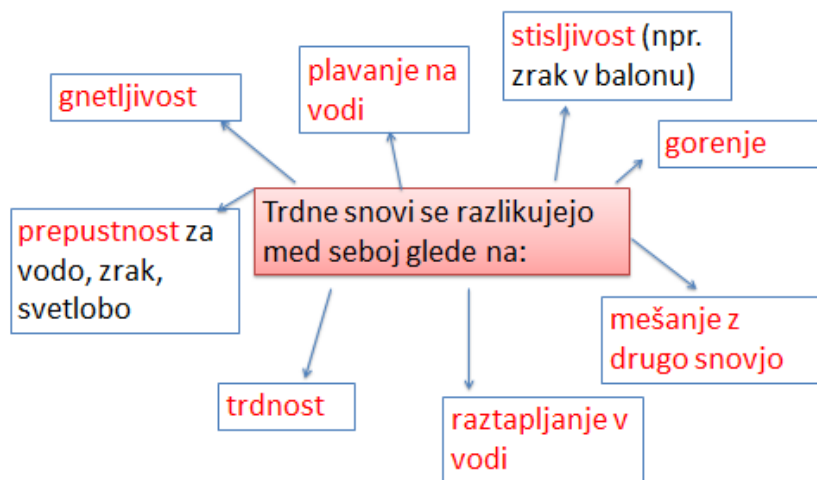 stisljivost (npr.
zrak v balonu)
plavanje na
vodi
gnetljivost
gorenje
Trdne snovi se razlikujejo
med seboj glede na:
prepustnost za
vodo, zrak,
svetlobo
mešanje z
drugo snovjo
trdnost
raztapljanje v
vodi